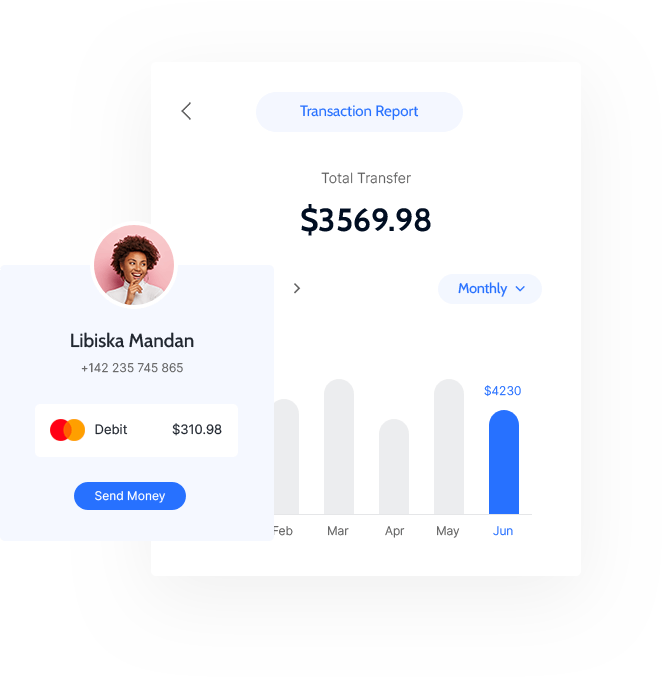 Transaction Report
Total Transfer
$3569.98
Monthly
Libiska Mandan
+142 235 745 865
Debit $310.98
Send Money
$4230
Feb Mar Apr May Jun